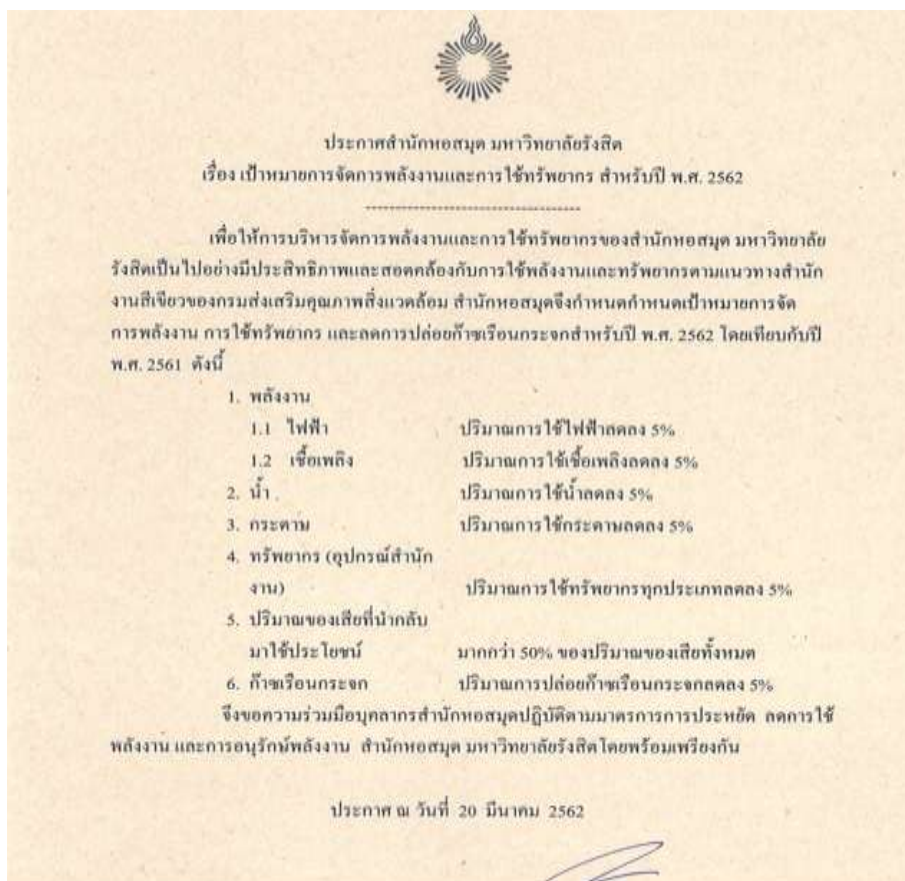 ประกาศสำนักหอสมุด มหาวิทยาลัยรังสิต
เรื่อง เป้าหมายการจัดการพลังงานและการใช้ทรัพยากร สำหรับปี พ.ศ. 2562
------------------------------------
เพื่อให้การบริหารจัดการพลังงานและการใช้ทรัพยากรของสำนักหอสมุด มหาวิทยาลัย
รังสิตเป็นไปอย่างมีประสิทธิภาพและสอดคล้องกับการใช้พลังงานและทรัพยากรตามแนวทางสำนัก
งานสีเขียวของกรมส่งเสริมคุณภาพสิ่งแวดล้อม สำนักหอสมุดจึงกำหนดกำหนดเป้าหมายการจัด
การพลังงาน การใช้ทรัพยากร และลดการปล่อยก๊าซเรือนกระจกสำหรับปี พ.ศ. 2562 โดยเทียบกับปี
พ.ศ. 2561 ดังนี้
1. พลังงาน
1.1 ไฟฟ้า ปริมาณการใช้ไฟฟ้าลดลง 5%
1.2 เชื้อเพลิง ปริมาณการใช้เชื้อเพลิงลดลง 5%
2. น้ำ ปริมาณการใช้น้ำลดลง 5%
3. กระดาษ ปริมาณการใช้กระดาษลดลง 5%
4. ทรัพยากร (อุปกรณ์สำนัก
งาน) ปริมาณการใช้ทรัพยากรทุกประเภทลดลง 5%
5. ปริมาณของเสียที่นำกลับ
มาใช้ประโยชน์ มากกว่า 50% ของปริมาณของเสียทั้งหมด
6. ก๊าซเรือนกระจก ปริมาณการปล่อยก๊าซเรือนกระจกลดลง 5%
จึงขอความร่วมมือบุคลากรสำนักหอสมุดปฏิบัติตามมาตรการการประหยัด ลดการใช้
พลังงาน และการอนุรักษ์พลังงาน สำนักหอสมุด มหาวิทยาลัยรังสิตโดยพร้อมเพรียงกัน
ประกาศ ณ วันที่ 20 มีนาคม 2562